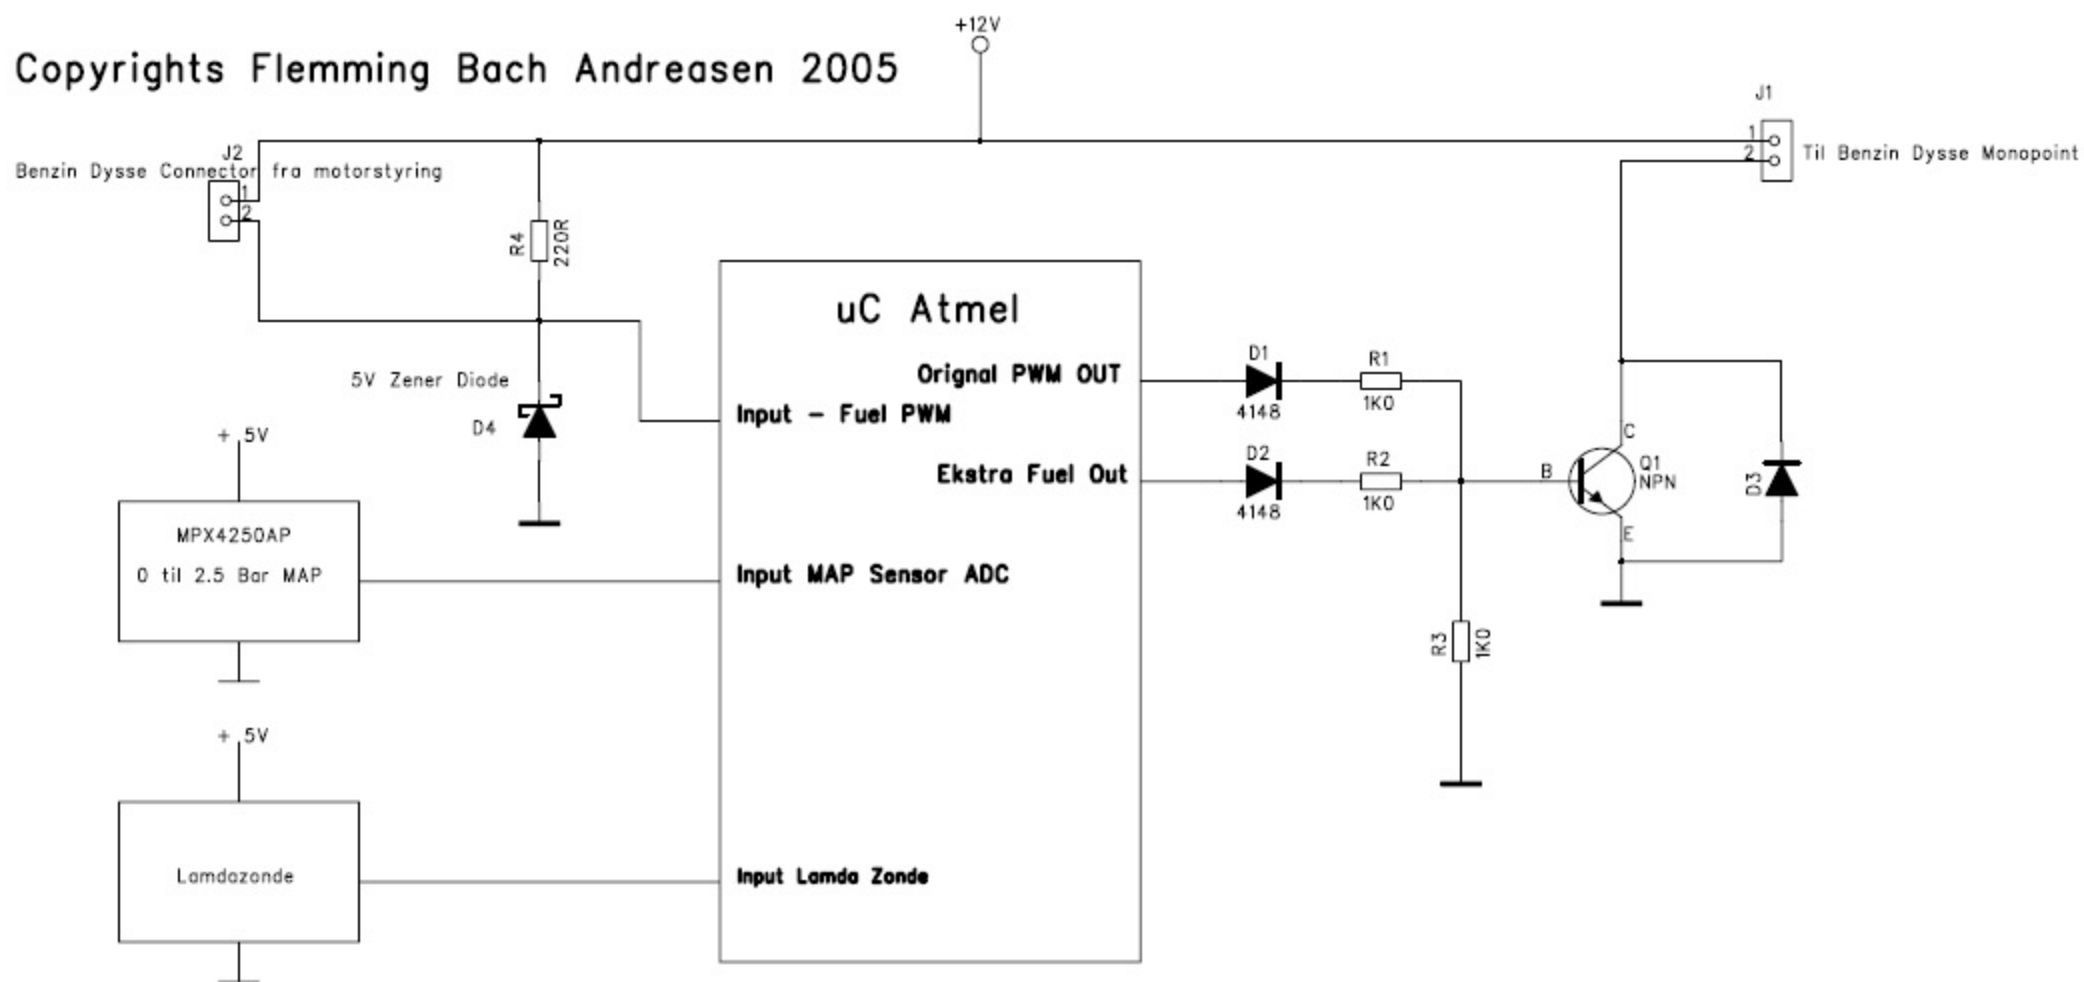 +12V
Copyrights Flemming Bach Andreasen 2005
J1
1
2
Til Benzin Dysse Monopoint
J2
Benzin Dysse Connector fra motorstyring
1
2
R4
220R
uC Atmel
5V Zener Diode
D4
Orignal PWM OUT
Input - Fuel PWM
Ekstra Fuel Out
Input MAP Sensor ADC
Input Lamda Zonde
D1
4148
R1
1K0
D2
4148
R2
1K0
R3
1K0
B
C
E
Q1
NPN
D3
+ 5V
MPX4250AP
0 til 2.5 Bar MAP
+ 5V
Lamdazonde